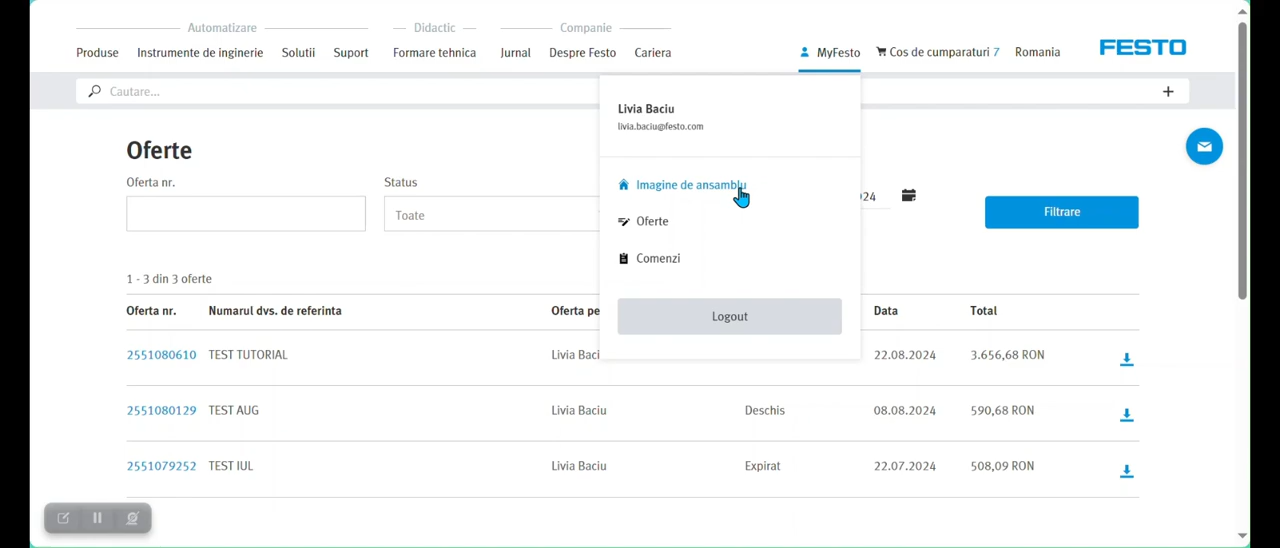 Automatizare Didactic Companie
Produse Instrumente de inginerie Solutii Suport Formare tehnica Jurnal Despre Festo Cariera MyFesto Cos de cumparaturi 7 Romania FESTO
Cautare...
Livia Baciu
livia.baciu@festo.com
Oferte
Oferta nr. Status
Imagine de ansamblu
24
Toate Filtrare
Oferte
Comenzi
1 - 3 din 3 oferte
Oferta nr. Numarul dvs. de referinta Oferta pe Data Total
Logout
2551080610 TEST TUTORIAL Livia Baci 22.08.2024 3.656,68 RON
2551080129 TEST AUG Livia Baciu Deschis 08.08.2024 590,68 RON
2551079252 TEST IUL Livia Baciu Expirat 22.07.2024 508,09 RON